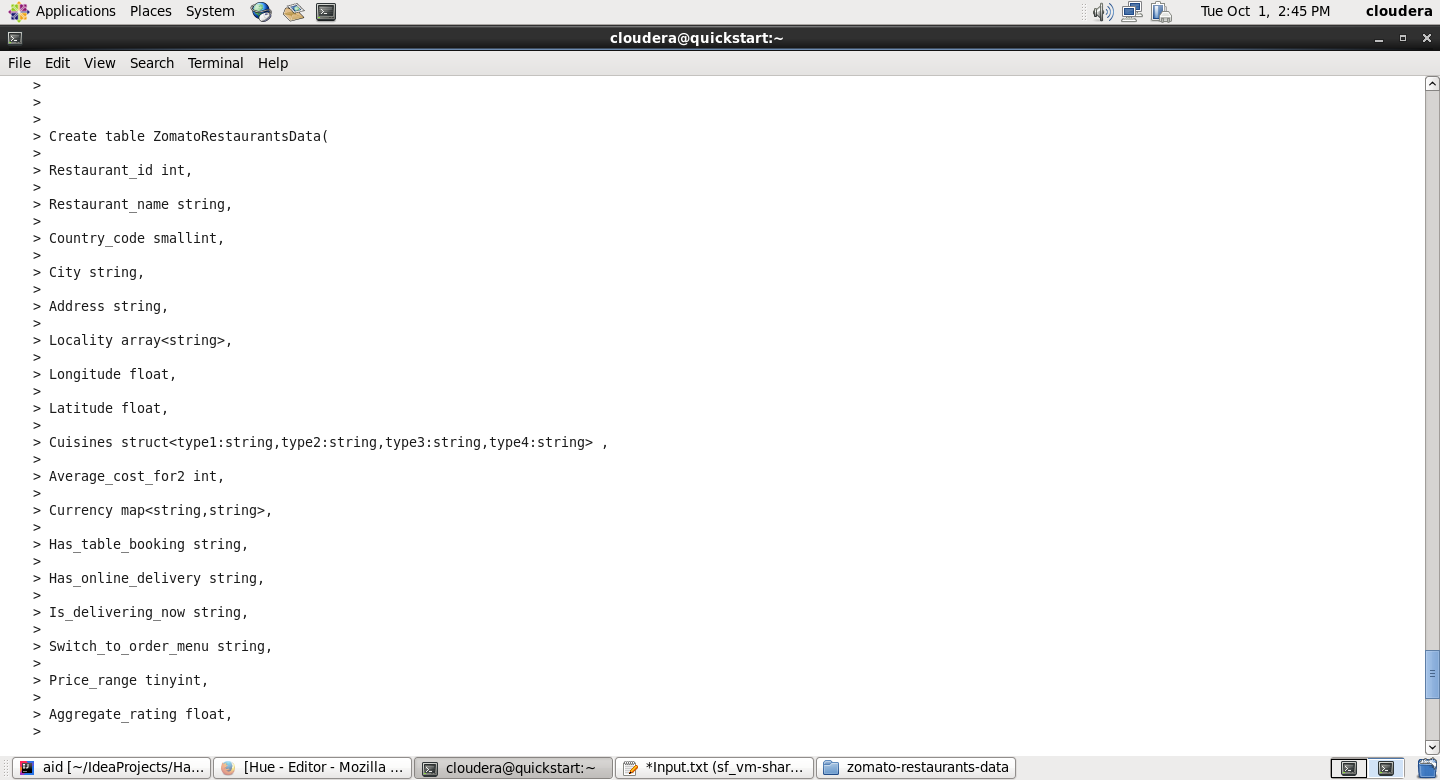 Applications Places System Tue Oct 1, 2:45 PM cloudera
cloudera@quickstart:~
File Edit View Search Terminal Help
>
>
>
> Create table ZomatoRestaurantsData(
>
> Restaurant_id int,
>
> Restaurant_name string,
>
> Country_code smallint,
>
> City string,
>
> Address string,
>
> Locality array<string>,
>
> Longitude float,
>
> Latitude float,
>
> Cuisines struct<type1:string,type2:string,type3:string,type4:string> ,
>
> Average_cost_for2 int,
>
> Currency map<string,string>,
>
> Has_table_booking string,
>
> Has_online_delivery string,
>
> Is_delivering_now string,
>
> Switch_to_order_menu string,
>
> Price_range tinyint,
>
> Aggregate_rating float,
>
aid [~/IdeaProjects/Ha... [Hue - Editor - Mozilla ... cloudera@quickstart:~ *Input.txt (sf_vm-shar... zomato-restaurants-data